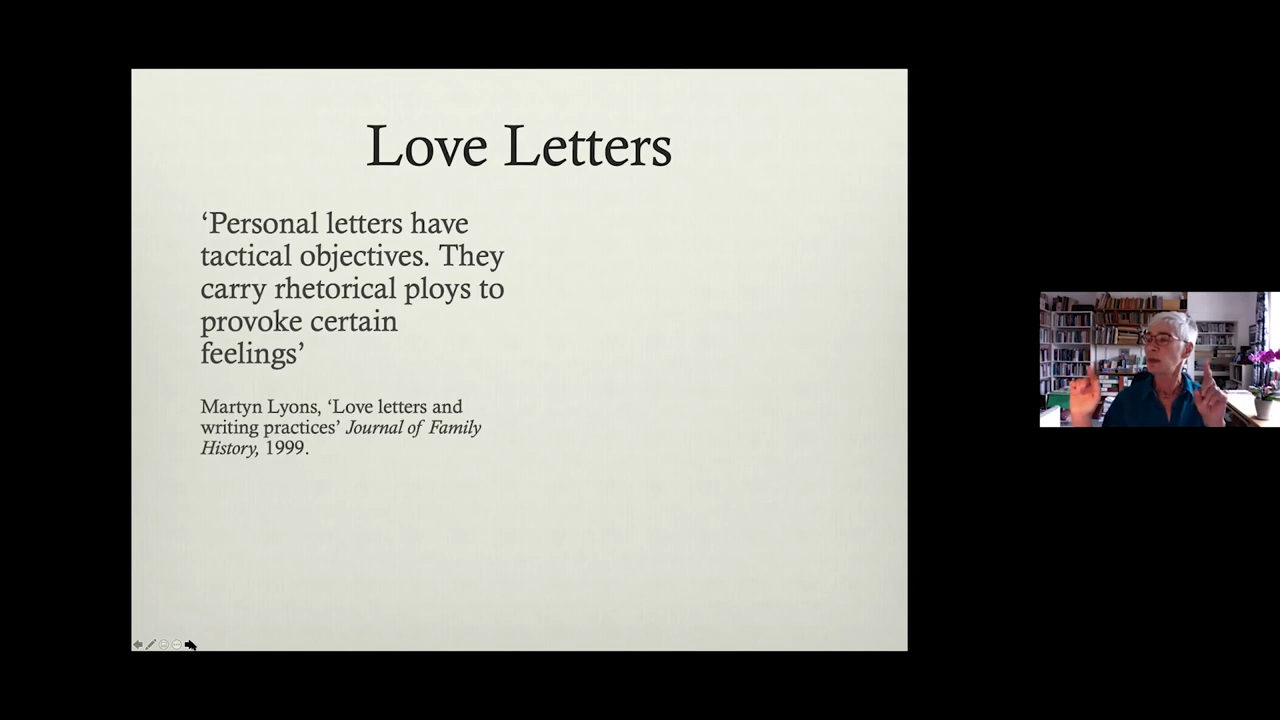 Love Letters
‘Personal letters have
tactical objectives. They
carry rhetorical ploys to
provoke certain
feelings’
Martyn Lyons, ‘Love letters and
writing practices’ Journal of Family
History, 1999.